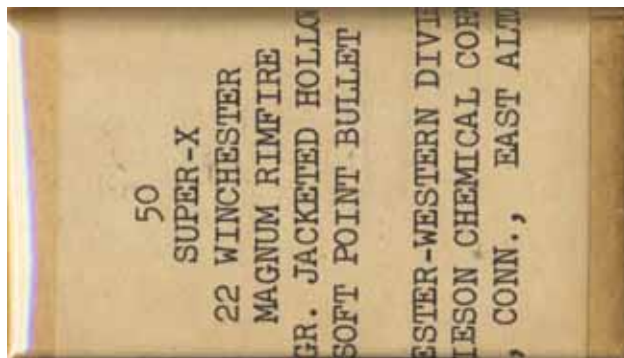 50
SUPER-X
22 WINCHESTER
MAGNUM RIMFIRE
GR. JACKETED HOLLO
SOFT POINT BULLET
ESTER-WESTERN DIVI
IESON CHEMICAL COR
, CONN., EAST ALT